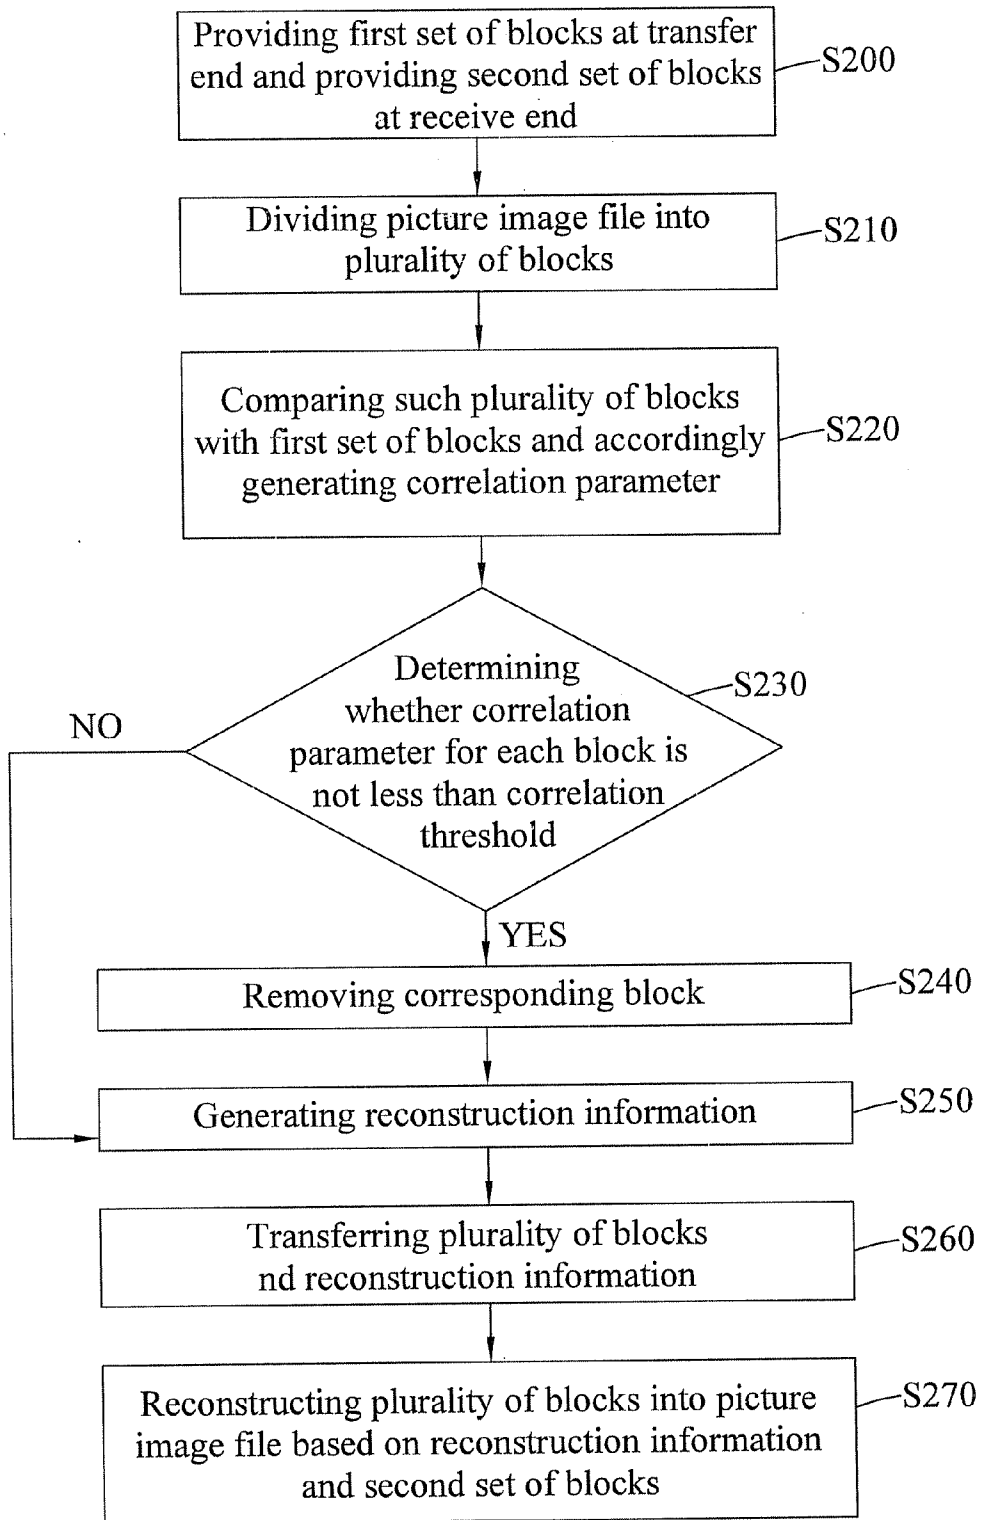 Providing first set of blocks at transfer
end and providing second set of blocks
at receive end
S200
Dividing picture image file into
plurality of blocks
S210
Comparing such plurality of blocks
with first set of blocks and accordingly
generating correlation parameter
S220
Determining
whether correlation
parameter for each block is
not less than correlation
threshold
S230
NO
YES
Removing corresponding block
S240
Generating reconstruction information
S250
Transferring plurality of blocks
nd reconstruction information
S260
Reconstructing plurality of blocks into picture
image file based on reconstruction information
and second set of blocks
S270